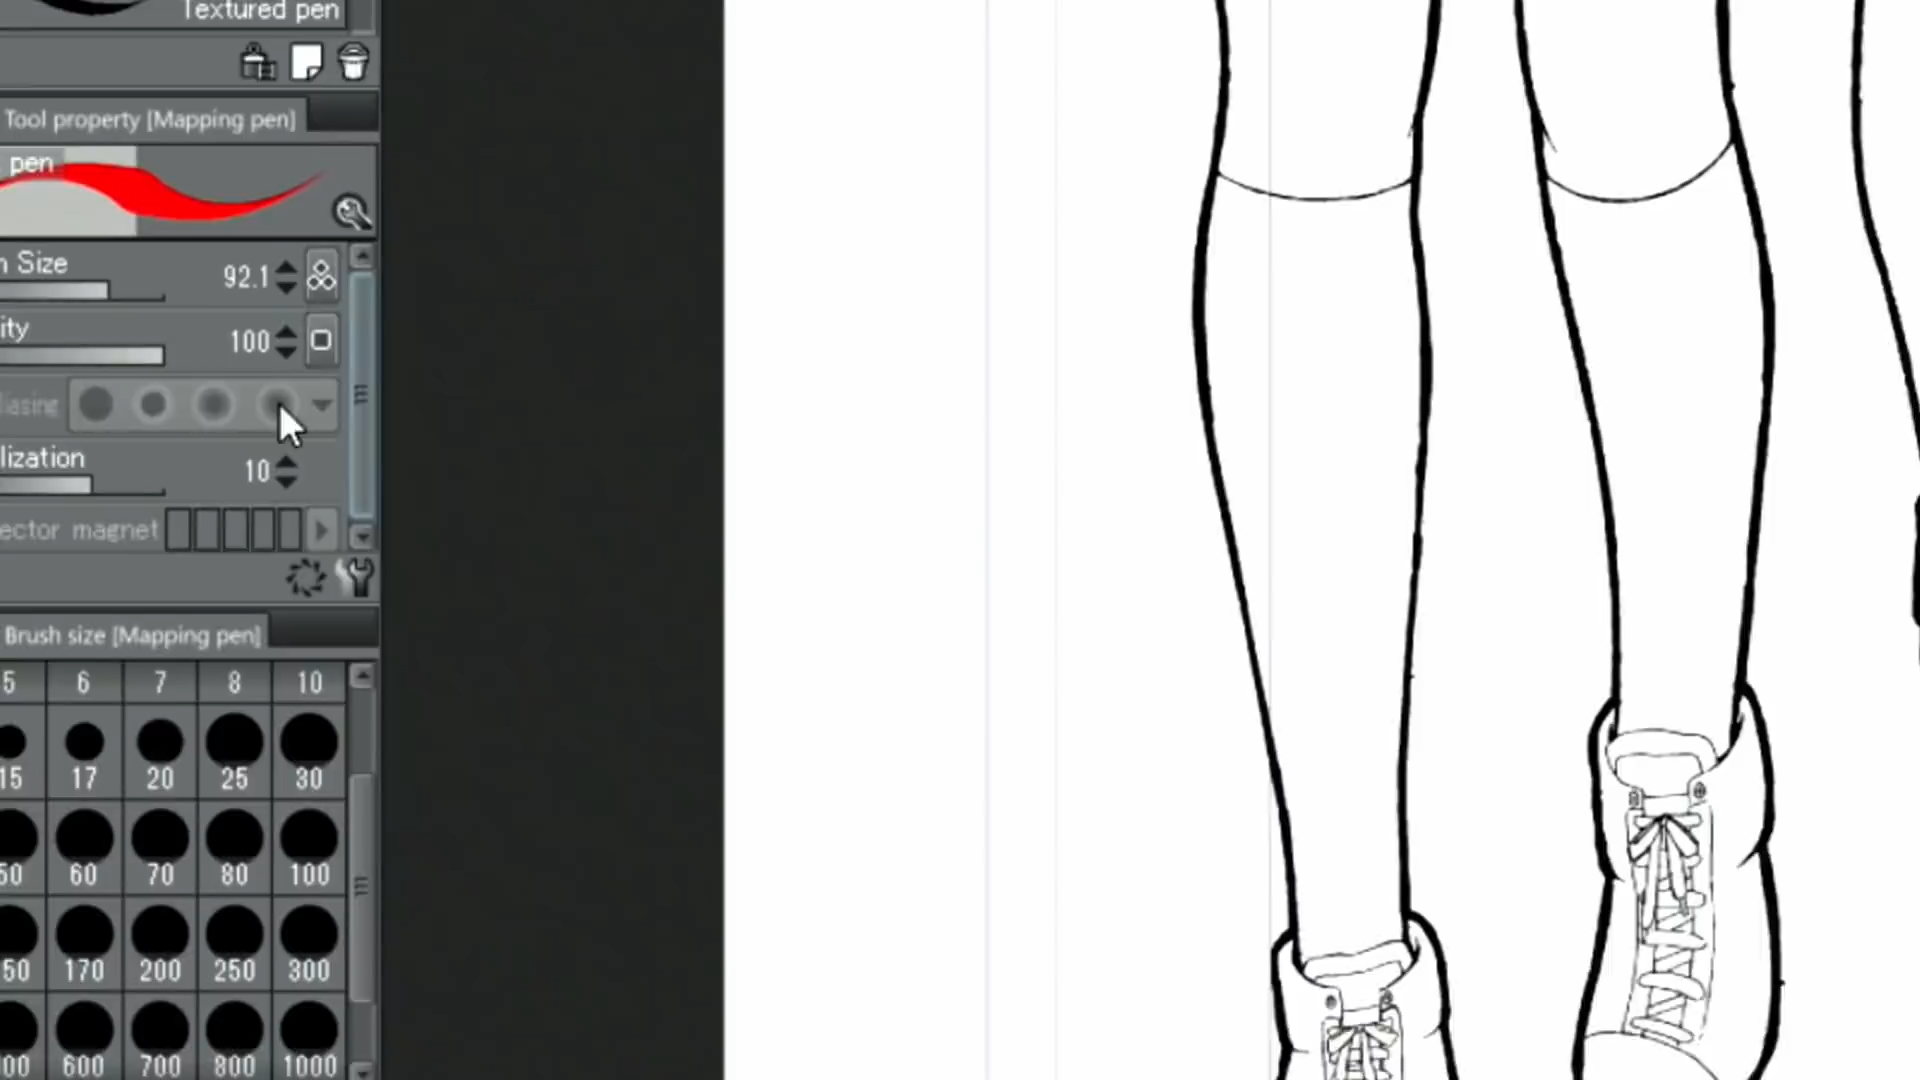 Textured pen
Tool property [Mapping pen]
pen
Size
92.1
ity
100
iasing
lization
10
ector magnet
Brush size [Mapping pen]
5 6 7 8 10
15 17 20 25 30
50 60 70 80 100
50 170 200 250 300
00 600 700 800 1000